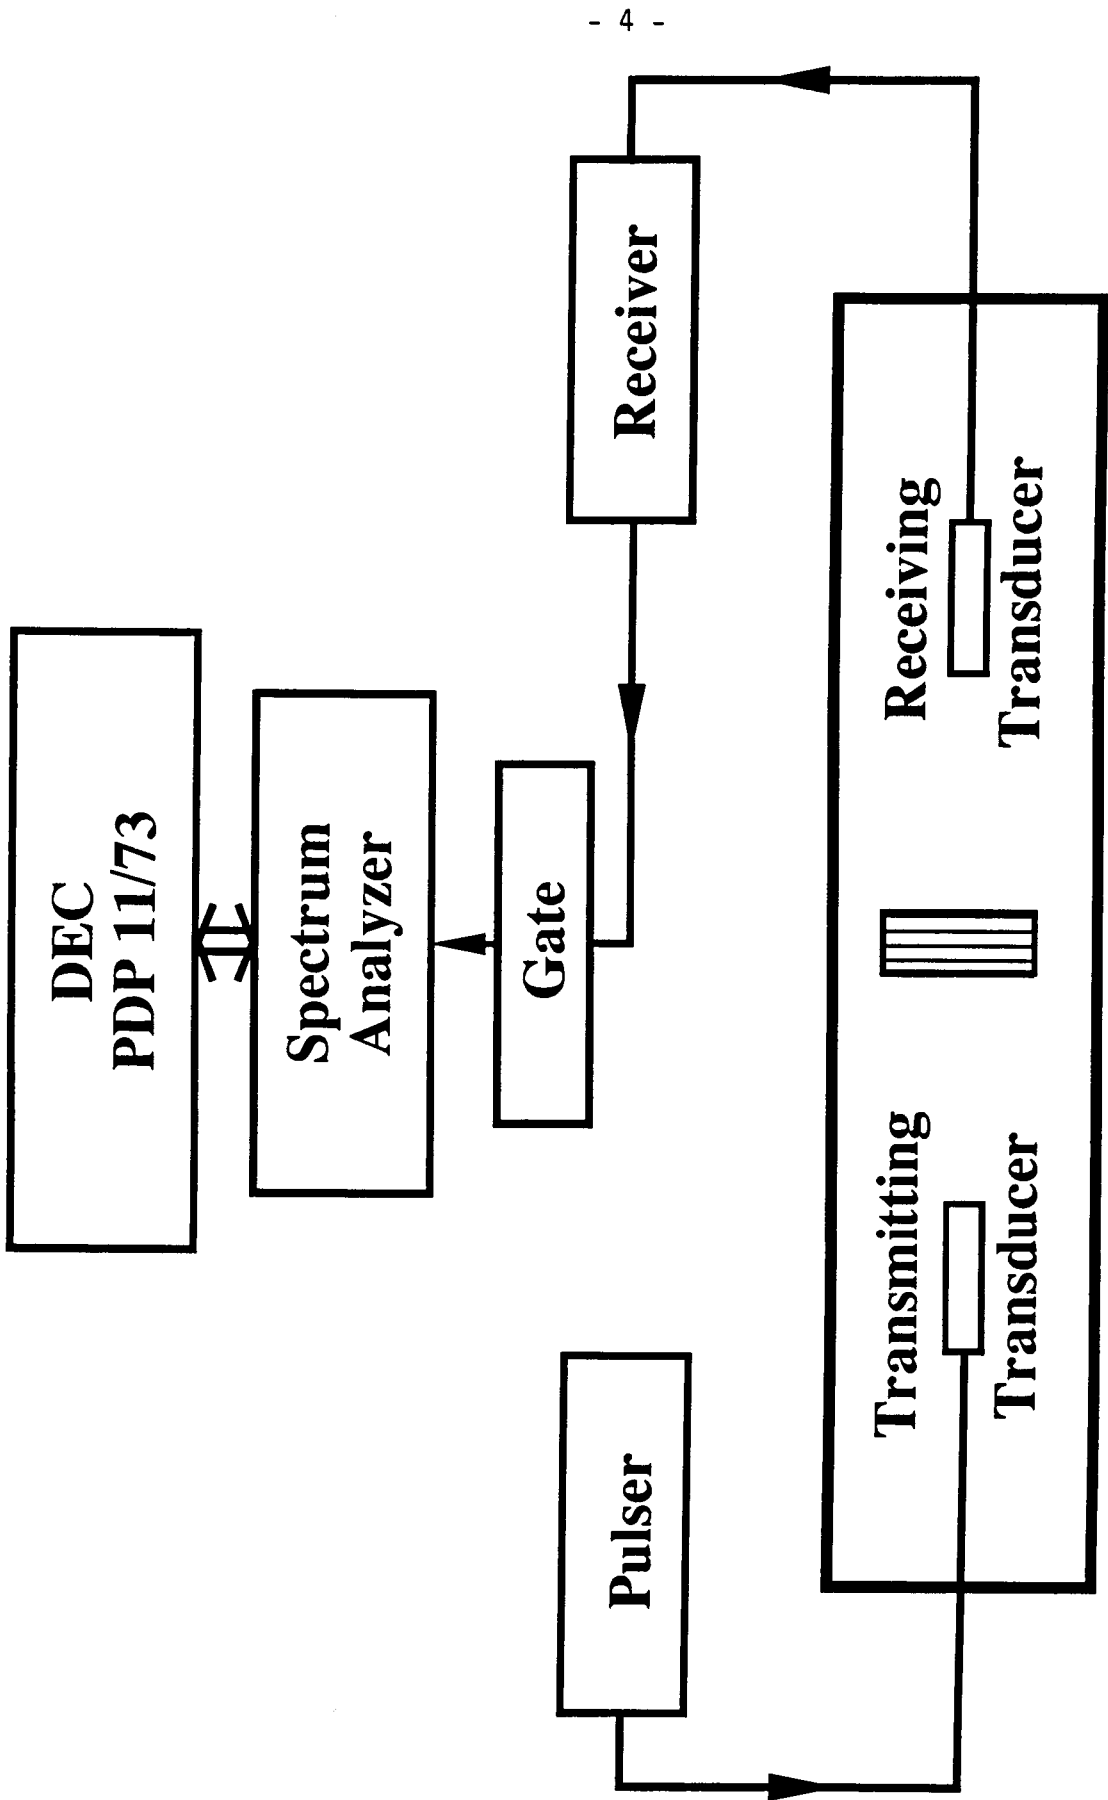 - 4 -
DEC
PDP 11/73
Spectrum
Analyzer
Gate
Receiver
Pulser
Transmitting
Transducer
Receiving
Transducer